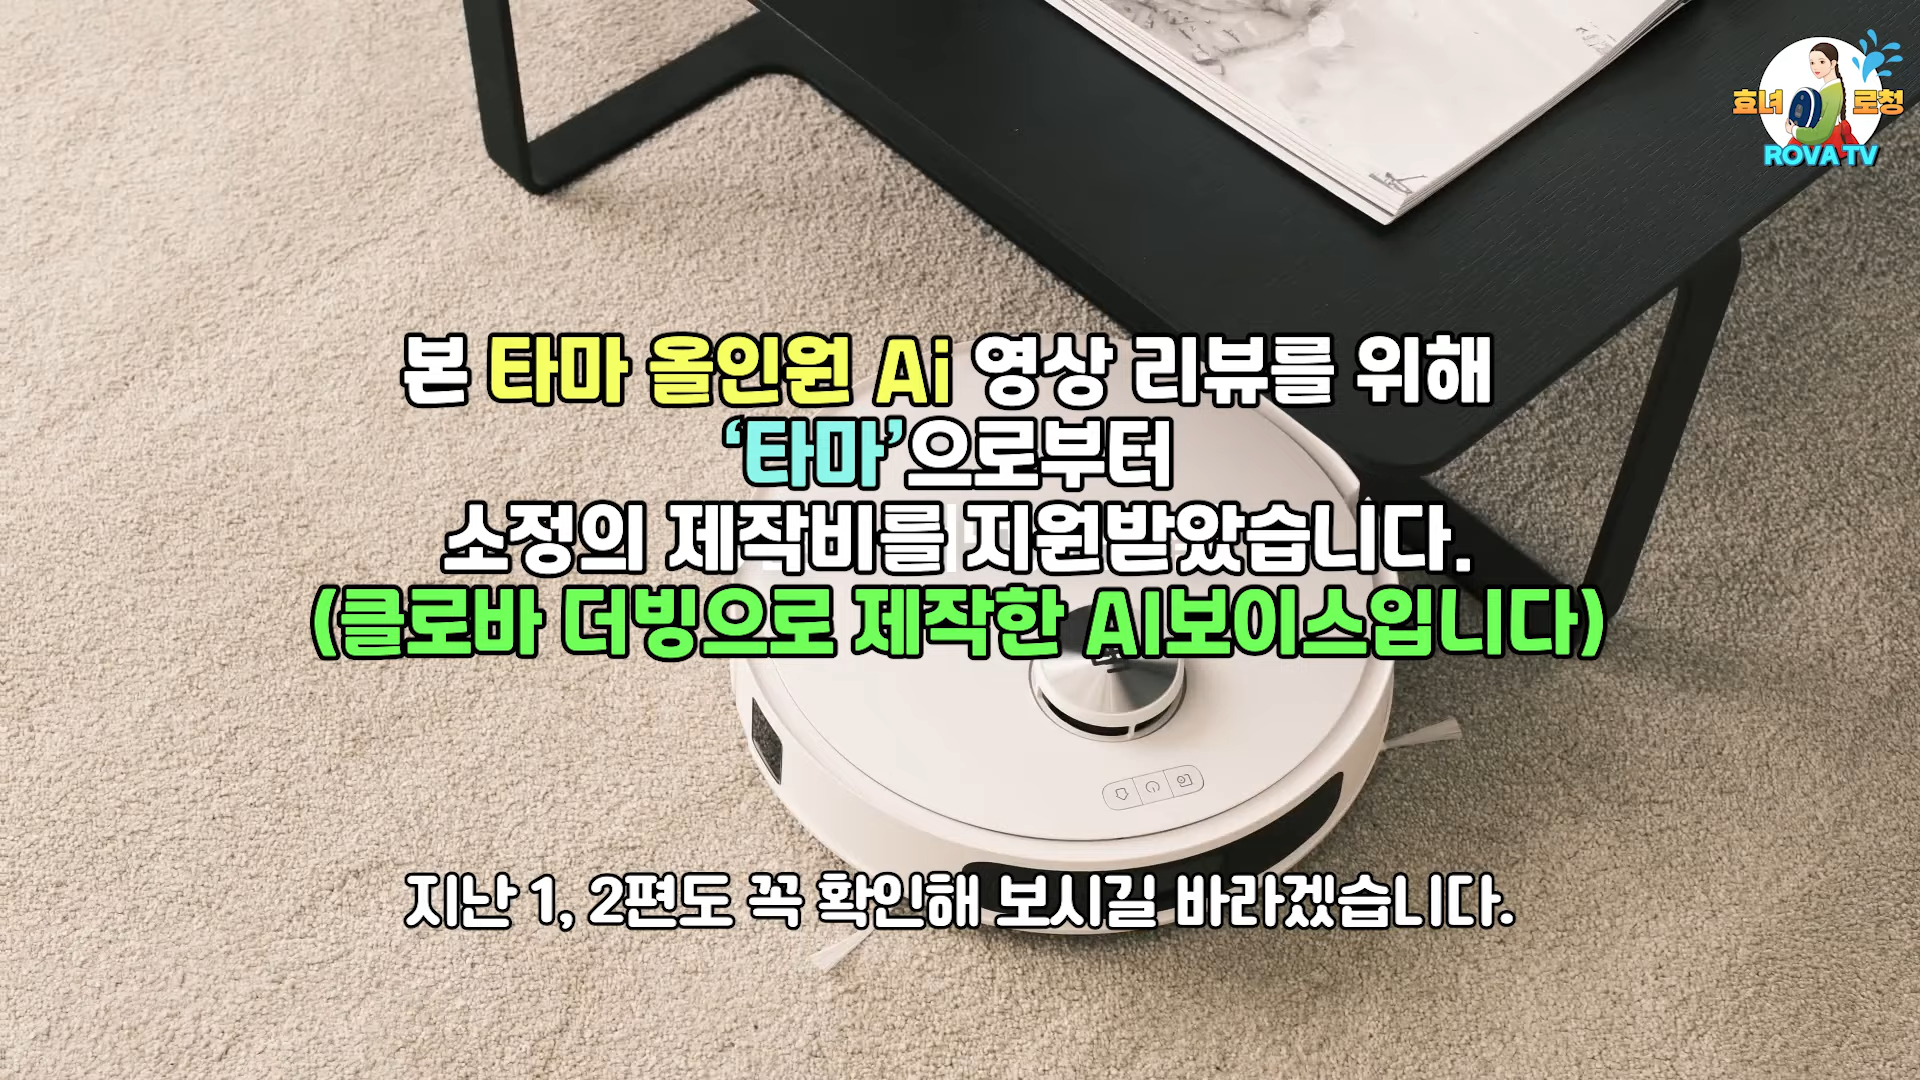 효녀 로청
ROVA TV
본 타마 올인원 Ai 영상 리뷰를 위해
‘타마’으로부터
소정의 제작비를 지원받았습니다.
(클로바 더빙으로 제작한 AI보이스입니다)
지난 1, 2편도 꼭 확인해 보시길 바라겠습니다.